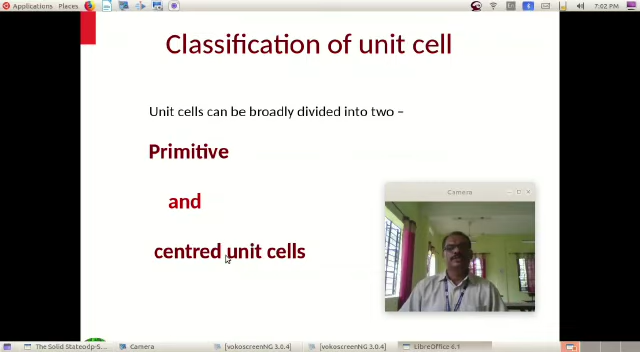 Applications Places 7:02 PM
Classification of unit cell
Unit cells can be broadly divided into two –
Primitive
and
centred unit cells
Camera
The Solid Stateodp-S... Camera [vokoscreenNG 3.0.4) [vokoscreenNG 3.0.4) LibreOffice 6.1